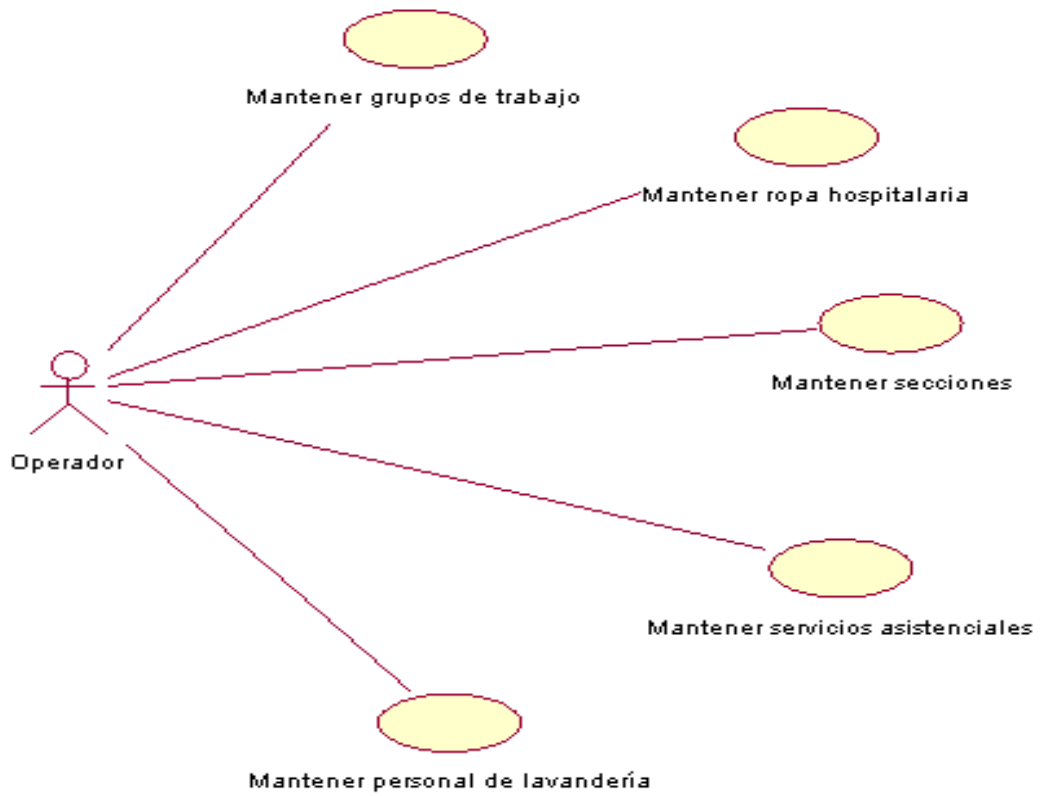 Mantener grupos de trabajo
Mantener ropa hospitalaria
Mantener secciones
Operador
Mantener servicios asistenciales
Mantener personal de lavandería